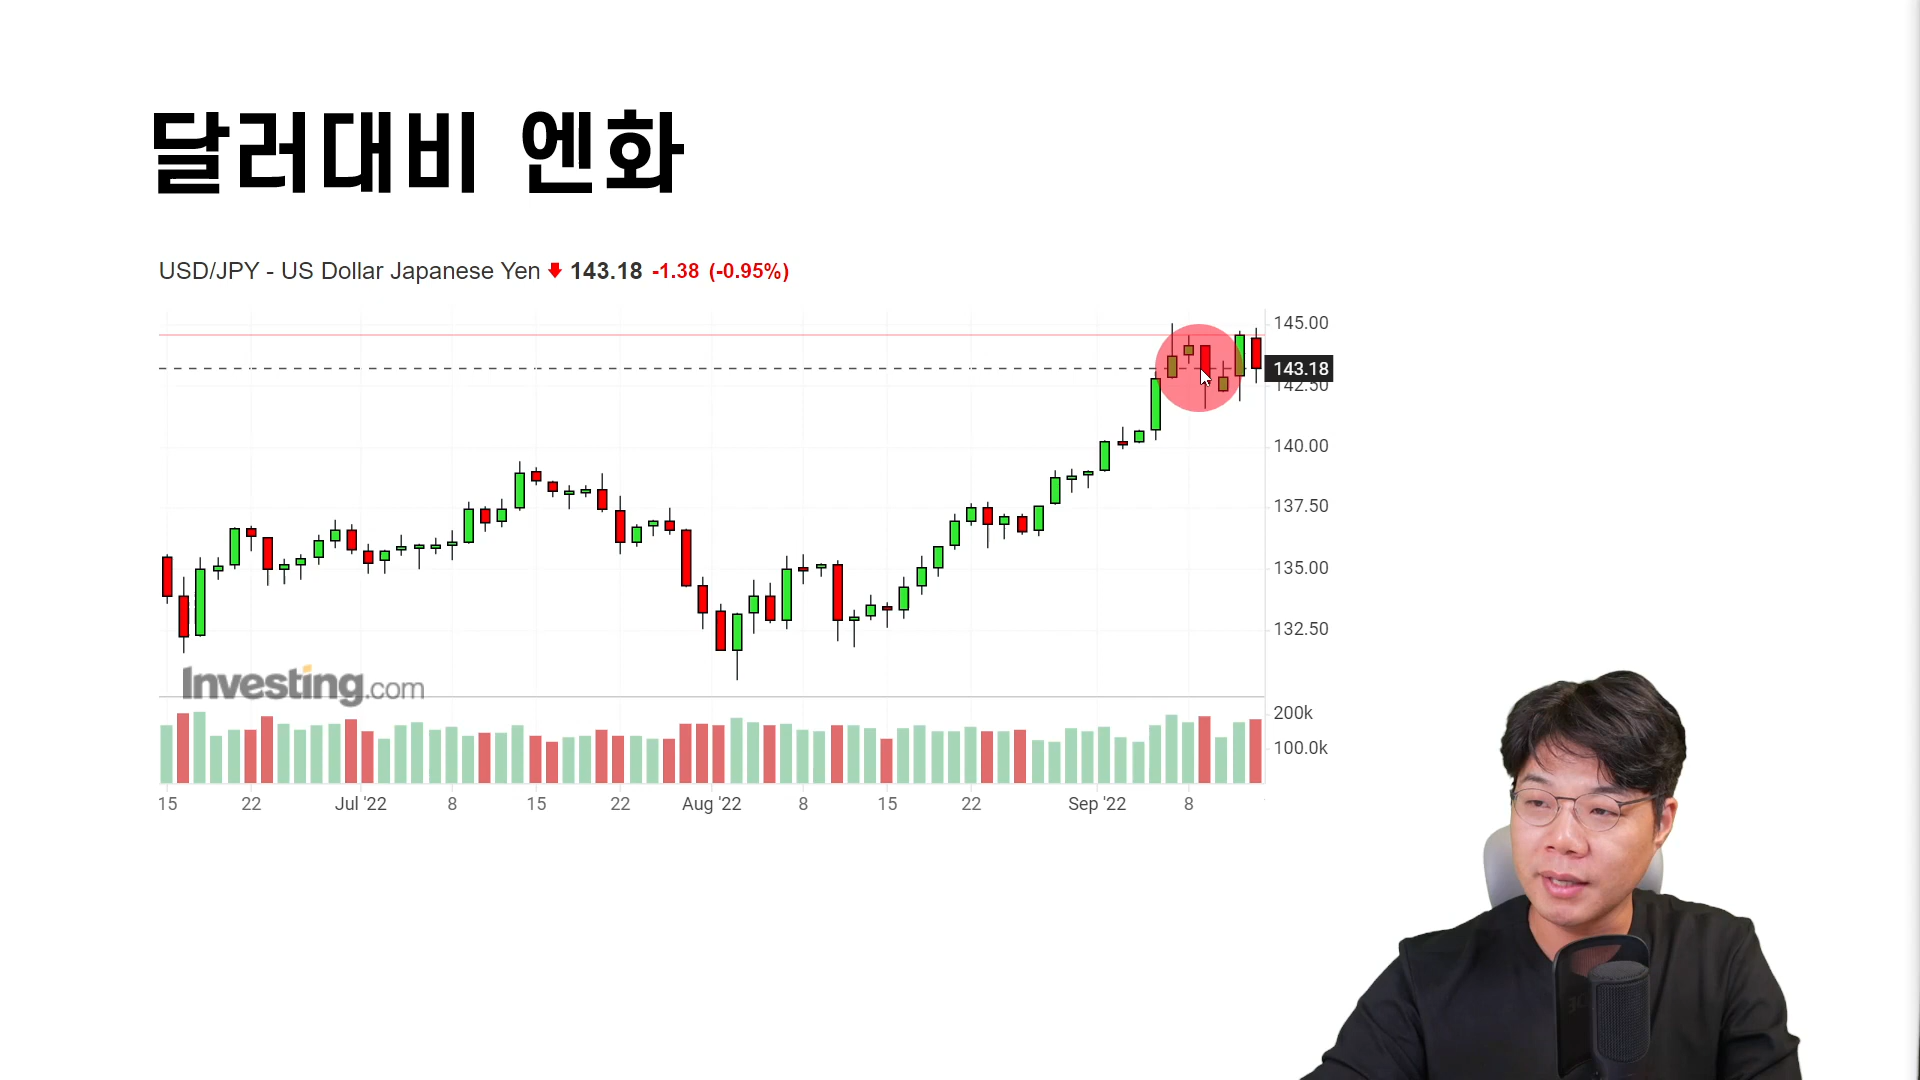 달러대비 엔화
USD/JPY - US Dollar Japanese Yen 143.18 -1.38 (-0.95%)
145.00
143.18
142.50
140.00
137.50
135.00
132.50
Investing.com
200k
100.0k
15 22 Jul '22 8 15 22 Aug '22 8 15 22 Sep '22 8